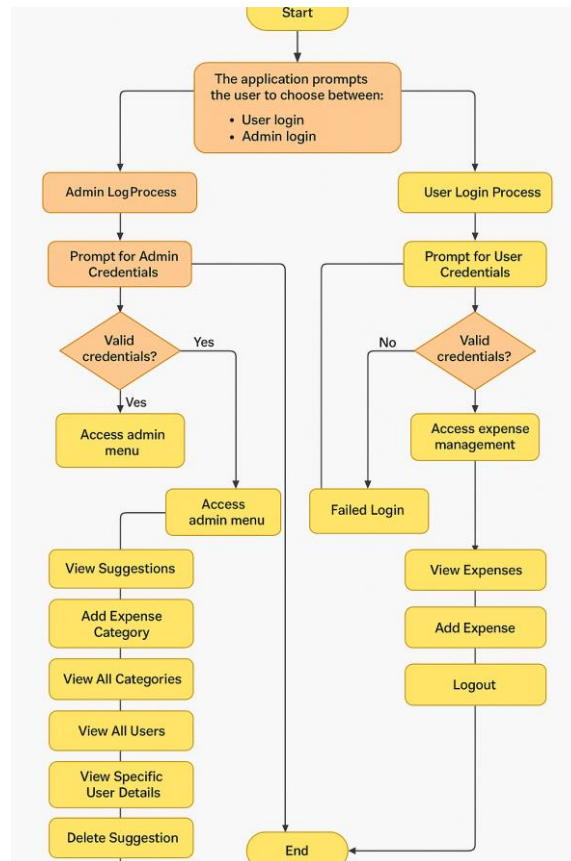 Start
The application prompts
the user to choose between:
• User login
• Admin login
Admin LogProcess
User Login Process
Prompt for Admin
Credentials
Prompt for User
Credentials
Valid
credentials?
Yes
No
Valid
credentials?
Yes
Access admin
menu
Access expense
management
Access
admin menu
Failed Login
View Suggestions
View Expenses
Add Expense
Category
Add Expense
View All Categories
Logout
View All Users
View Specific
User Details
Delete Suggestion
End